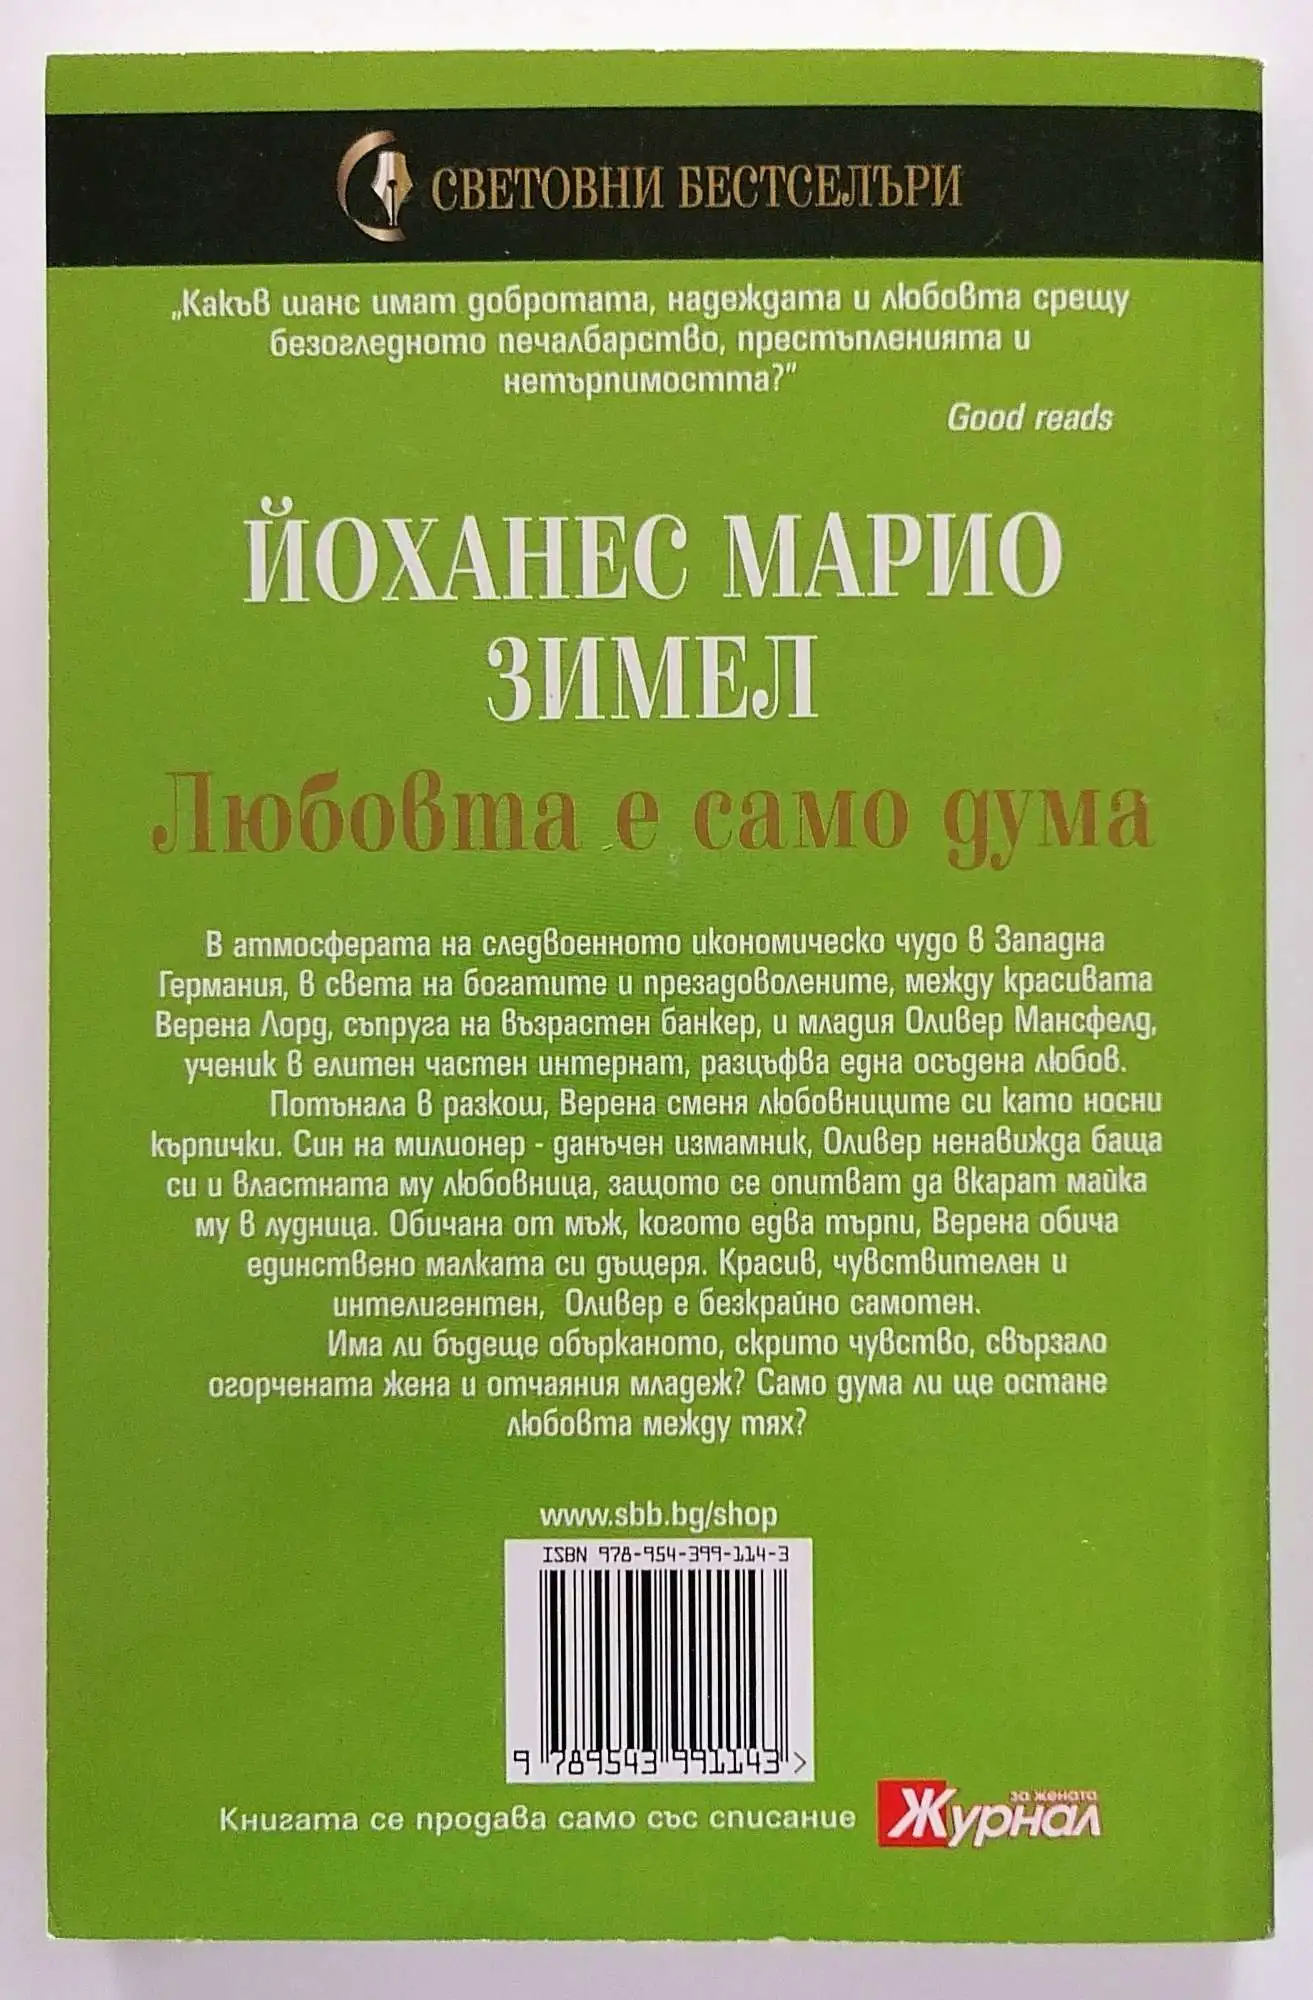 СВЕТОВНИ БЕСТСЕЛЪРИ
„Какъв шанс имат добротата, надеждата и любовта срещу
безогледното печалбарство, престъпленията и
нетърпимостта?”
Good reads
ЙОХАНЕС МАРИО
ЗИМЕЛ
Любовта е само дума
В атмосферата на следвоенното икономическо чудо в Западна
Германия, в света на богатите и презадоволените, между красивата
Верена Лорд, съпруга на възрастен банкер, и младия Оливер Мансфелд,
ученик в елитен частен интернат, разцъфва една осъдена любов.
Потънала в разкош, Верена сменя любовниците си като носни
кърпички. Син на милионер - данъчен измамник, Оливер ненавижда баща
си и властната му любовница, защото се опитват да вкарат майка
му в лудница. Обичана от мъж, когото едва търпи, Верена обича
единствено малката си дъщеря. Красив, чувствителен и
интелигентен, Оливер е безкрайно самотен.
Има ли бъдеще объркането, скрито чувство, свързало
огорчената жена и отчаяния младеж? Само дума ли ще остане
любовта между тях?
www.sbb.bg/shop
ISBN 978-954-399-114-3
9 789543 991143 >
Книгата се продава само със списание
за жената
Журнал